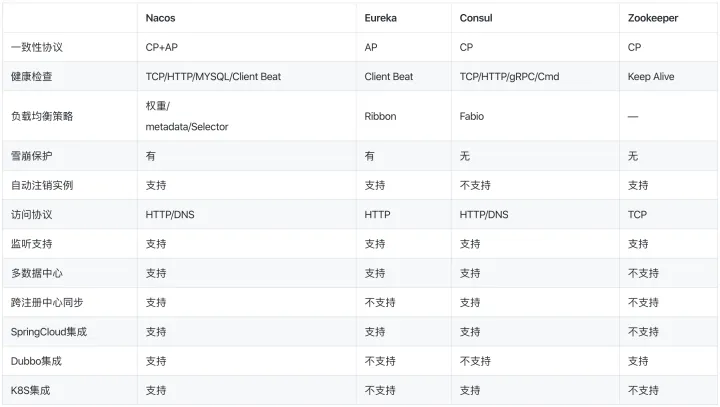 Nacos Eureka Consul Zookeeper
一致性协议 CP+AP AP CP CP
健康检查 TCP/HTTP/MYSQL/Client Beat Client Beat TCP/HTTP/gRPC/Cmd Keep Alive
负载均衡策略 权重/
metadata/Selector Ribbon Fabio —
雪崩保护 有 有 无 无
自动注销实例 支持 支持 不支持 支持
访问协议 HTTP/DNS HTTP HTTP/DNS TCP
监听支持 支持 支持 支持 支持
多数据中心 支持 支持 支持 不支持
跨注册中心同步 支持 不支持 支持 不支持
SpringCloud集成 支持 支持 支持 不支持
Dubbo集成 支持 不支持 不支持 支持
K8S集成 支持 不支持 支持 不支持